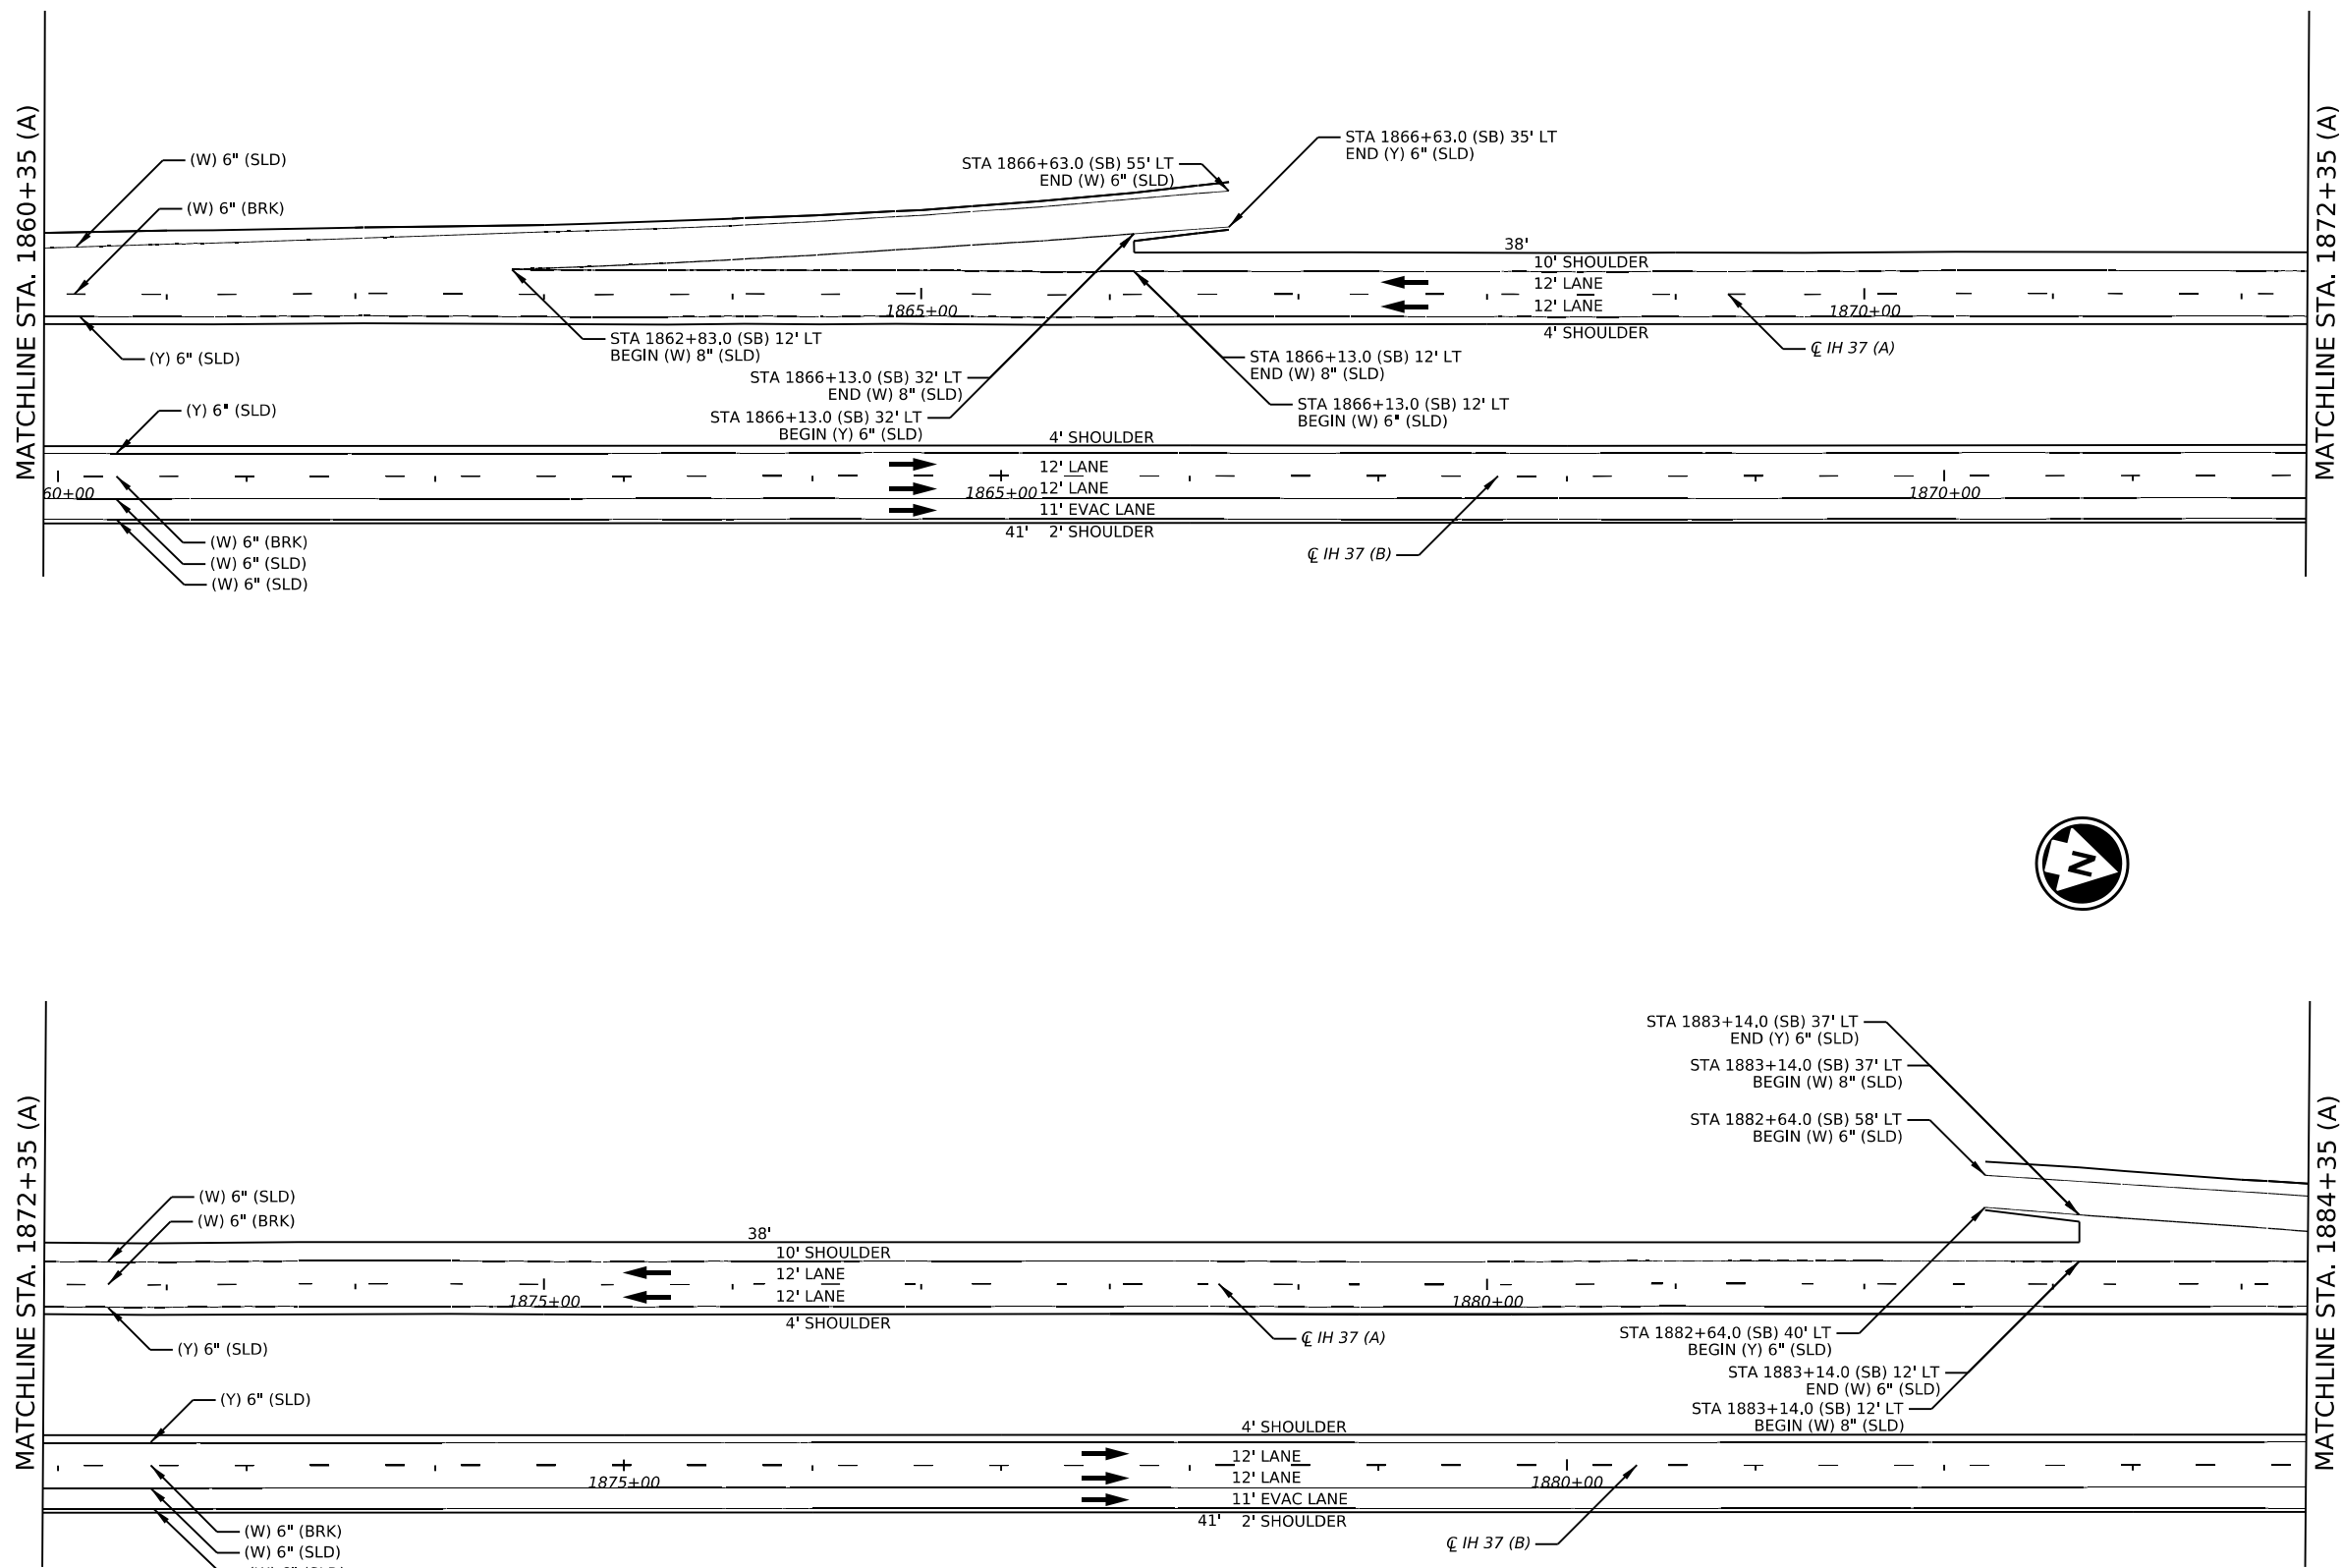 MATCHLINE STA. 1860+35 (A)
MATCHLINE STA. 1872+35 (A)
(W) 6" (SLD)
(W) 6" (BRK)
(Y) 6" (SLD)
STA 1866+63.0 (SB) 55' LT
END (W) 6" (SLD)
STA 1866+63.0 (SB) 35' LT
END (Y) 6" (SLD)
38'
10' SHOULDER
12' LANE
12' LANE
4' SHOULDER
1865+00
1870+00
STA 1862+83.0 (SB) 12' LT
BEGIN (W) 8" (SLD)
STA 1866+13.0 (SB) 32' LT
END (W) 8" (SLD)
STA 1866+13.0 (SB) 32' LT
BEGIN (Y) 6" (SLD)
STA 1866+13.0 (SB) 12' LT
END (W) 8" (SLD)
STA 1866+13.0 (SB) 12' LT
BEGIN (W) 6" (SLD)
℄ IH 37 (A)
(Y) 6" (SLD)
4' SHOULDER
12' LANE
12' LANE
11' EVAC LANE
41' 2' SHOULDER
60+00
1865+00
1870+00
(W) 6" (BRK)
(W) 6" (SLD)
(W) 6" (SLD)
℄ IH 37 (B)
N
MATCHLINE STA. 1872+35 (A)
MATCHLINE STA. 1884+35 (A)
STA 1883+14.0 (SB) 37' LT
END (Y) 6" (SLD)
STA 1883+14.0 (SB) 37' LT
BEGIN (W) 8" (SLD)
STA 1882+64.0 (SB) 58' LT
BEGIN (W) 6" (SLD)
(W) 6" (SLD)
(W) 6" (BRK)
38'
10' SHOULDER
12' LANE
12' LANE
4' SHOULDER
1875+00
1880+00
(Y) 6" (SLD)
℄ IH 37 (A)
STA 1882+64.0 (SB) 40' LT
BEGIN (Y) 6" (SLD)
STA 1883+14.0 (SB) 12' LT
END (W) 6" (SLD)
STA 1883+14.0 (SB) 12' LT
BEGIN (W) 8" (SLD)
(Y) 6" (SLD)
4' SHOULDER
12' LANE
12' LANE
11' EVAC LANE
41' 2' SHOULDER
1875+00
1880+00
(W) 6" (BRK)
(W) 6" (SLD)
℄ IH 37 (B)